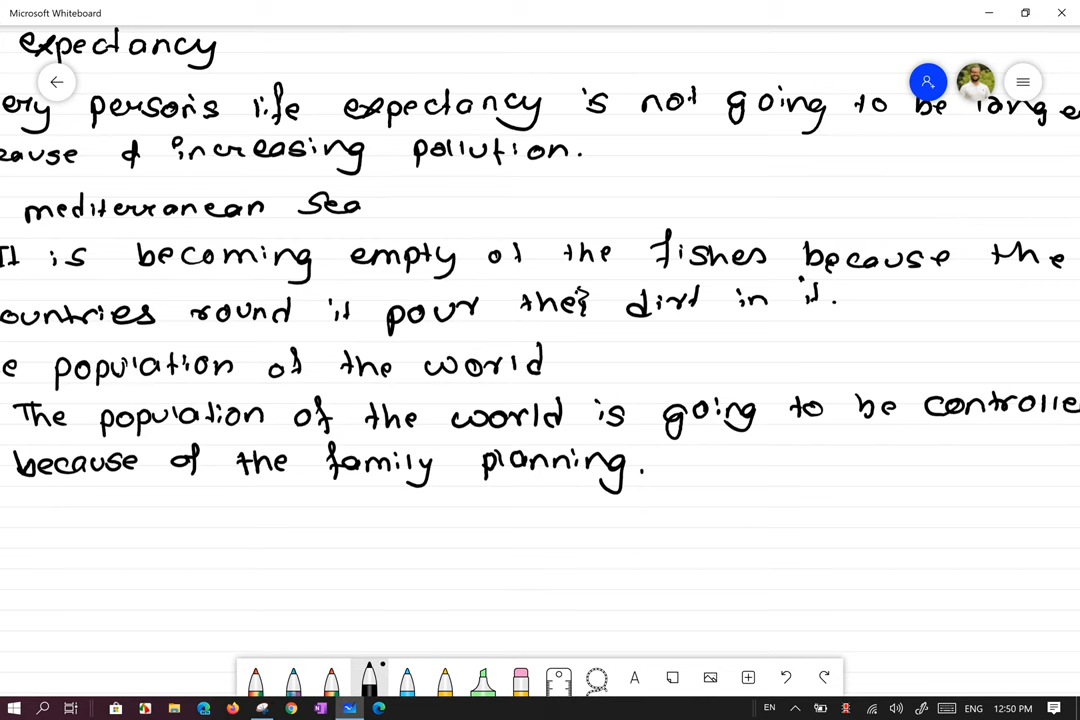 Microsoft Whiteboard
expectancy
ery person's life expectancy is not going to be longe
cause of increasing pollution.
mediterranean Sea
It is becoming empty of the fishes because the
ountries round it pour their dirt in it.
e population of the world
The population of the world is going to be controlle
because of the family planning.
EN ENG 12:50 PM